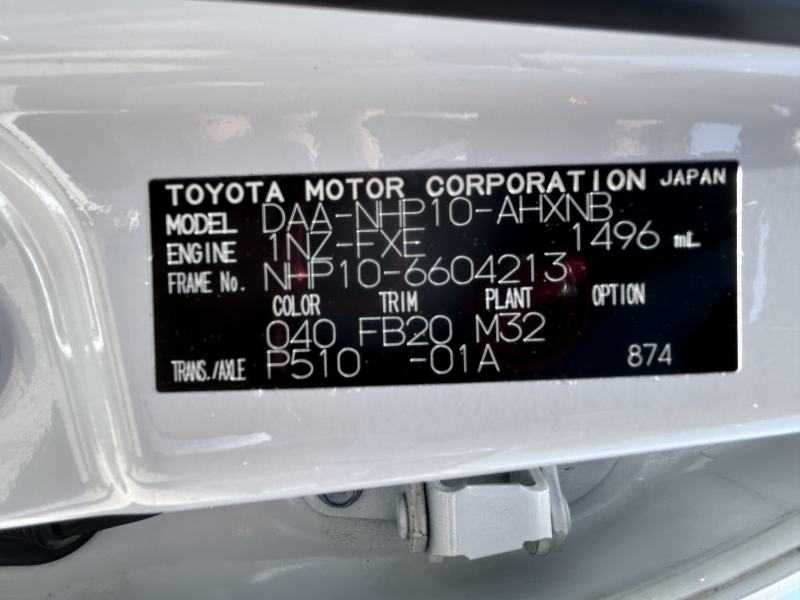 TOYOTA MOTOR CORPORATION JAPAN
MODEL DAA-NHP10-AHXNB
ENGINE 1NZ-FXE 1496 mL
FRAME No. NHP10-6604213
COLOR TRIM PLANT OPTION
040 FB20 M32
TRANS./AXLE P510 -01A 874